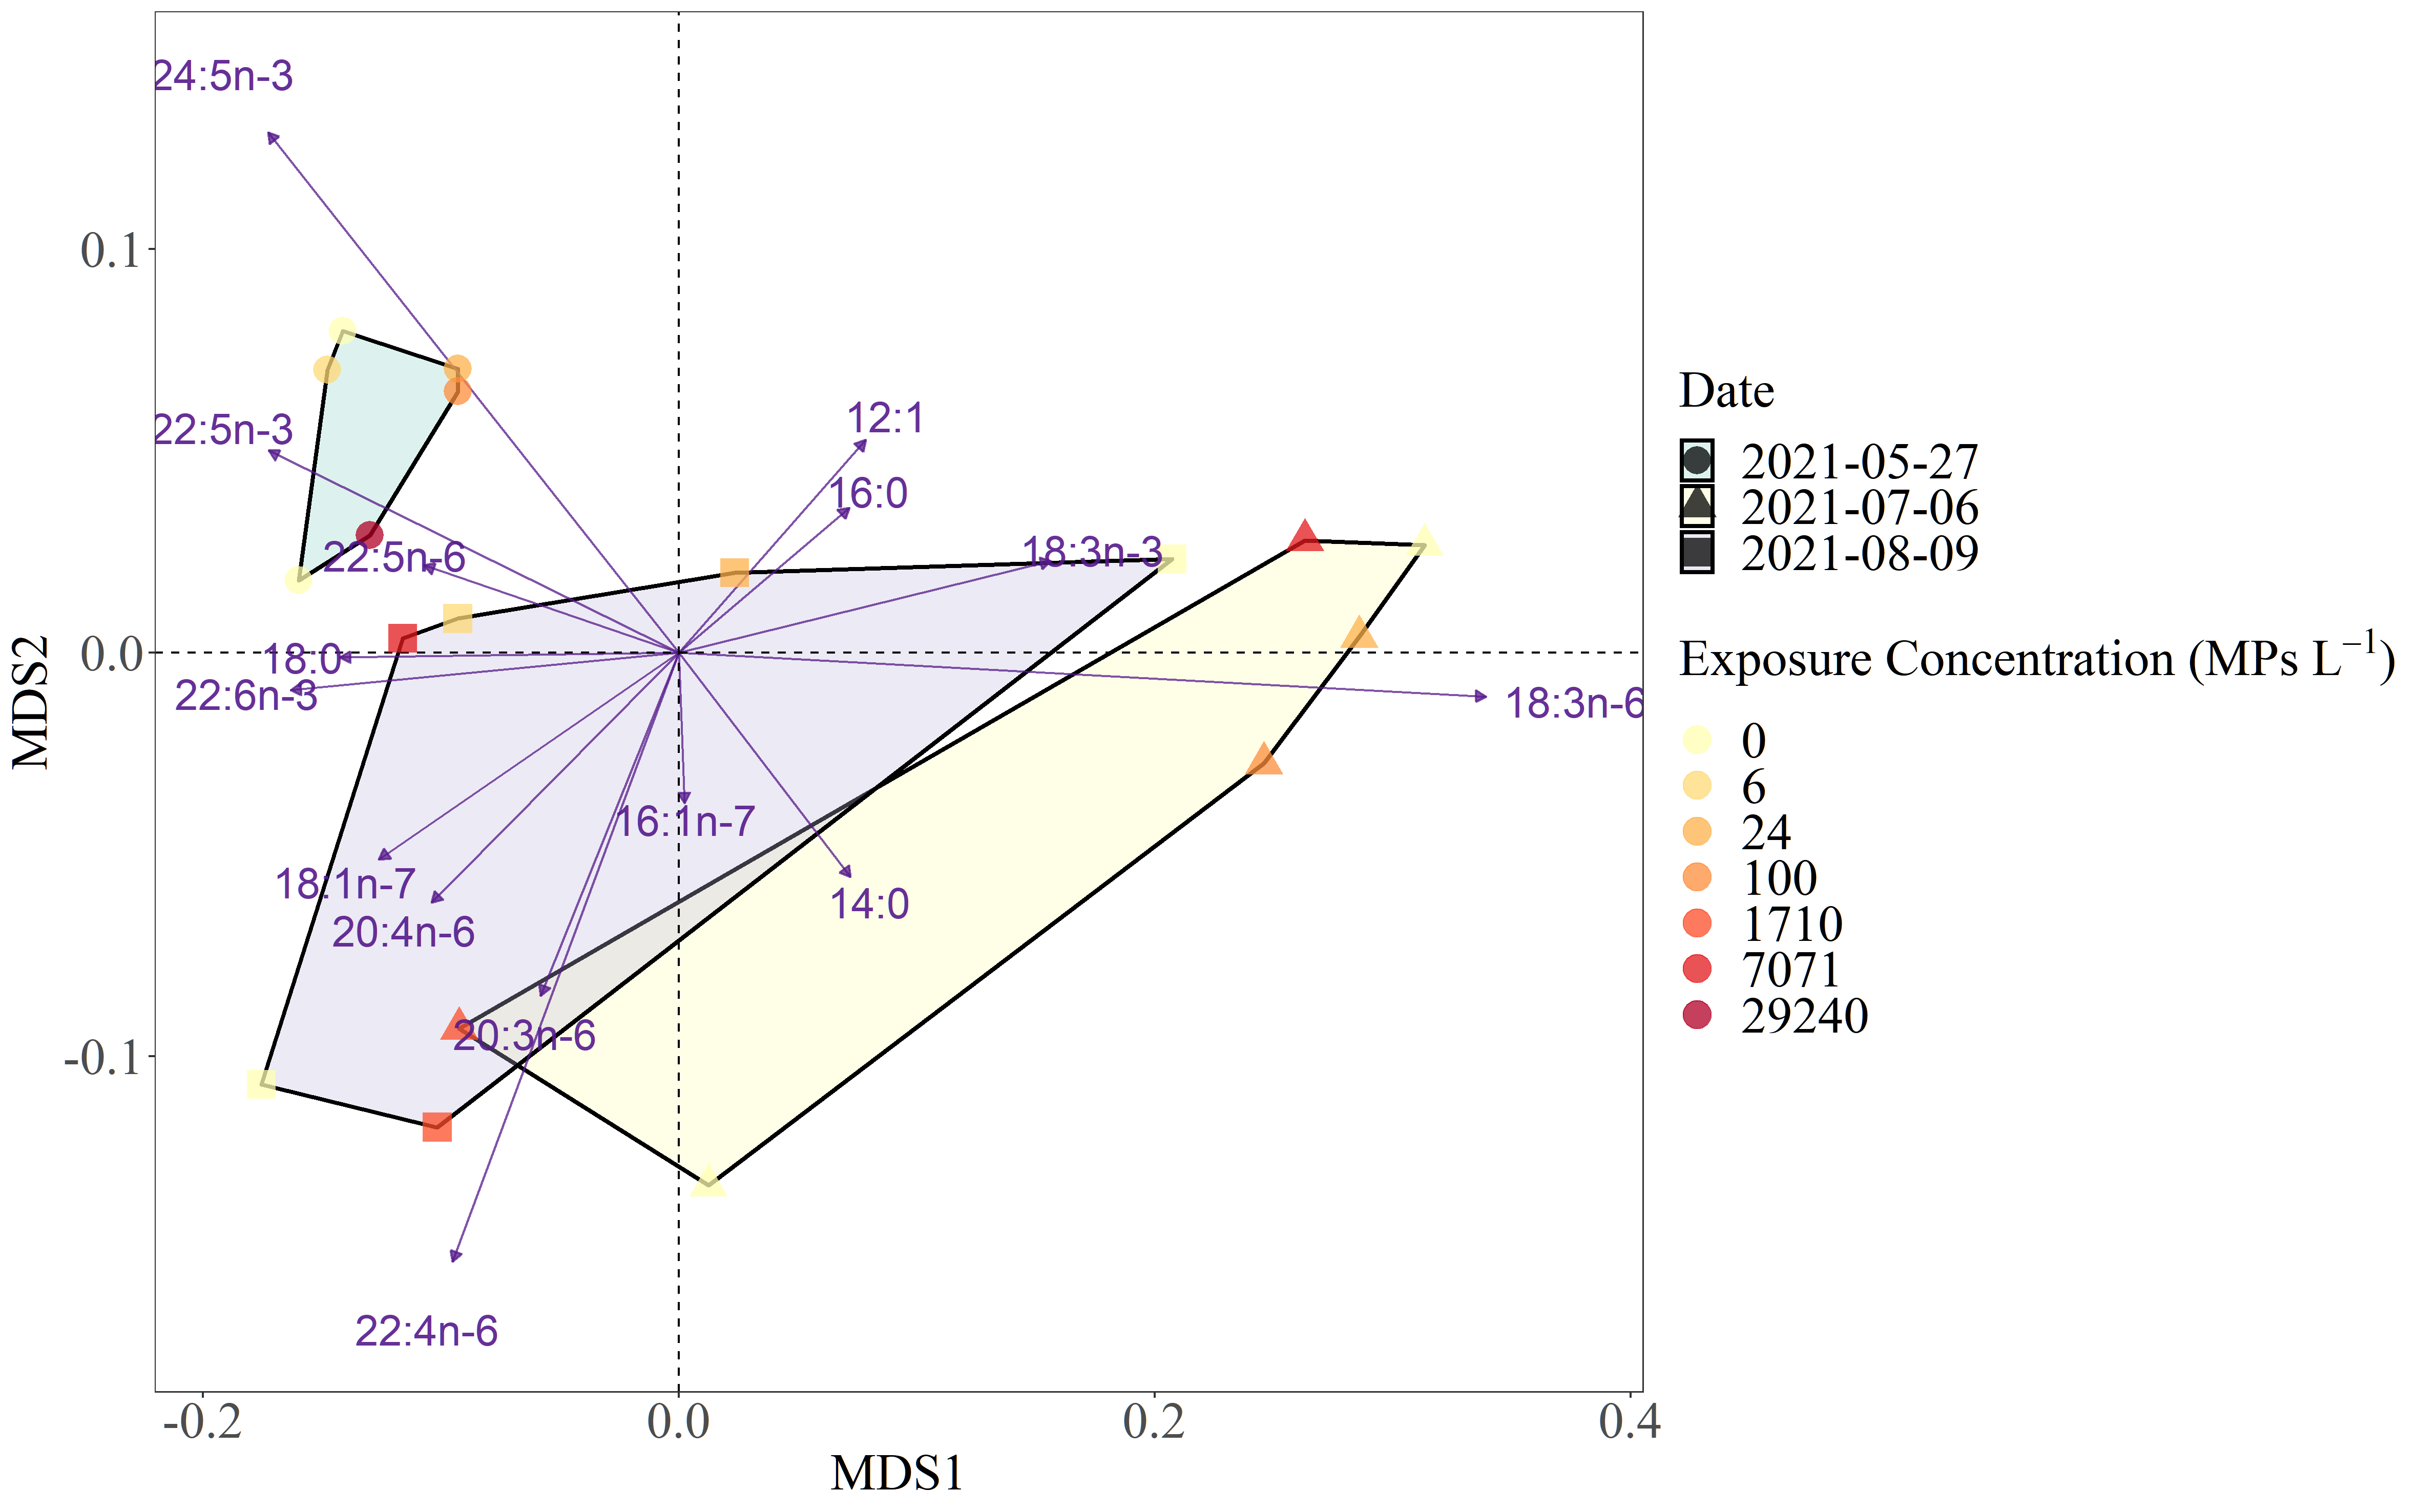 24:5n-3
0.1
12:1
22:5n-3
16:0
22:5n-6
18:3n-3
0.0
18:0
22:6n-3
18:3n-6
16:1n-7
18:1n-7
14:0
20:4n-6
20:3n-6
-0.1
22:4n-6
-0.2
0.0
0.2
0.4
MDS1
MDS2
Date
2021-05-27
2021-07-06
2021-08-09
Exposure Concentration (MPs L⁻¹)
0
6
24
100
1710
7071
29240